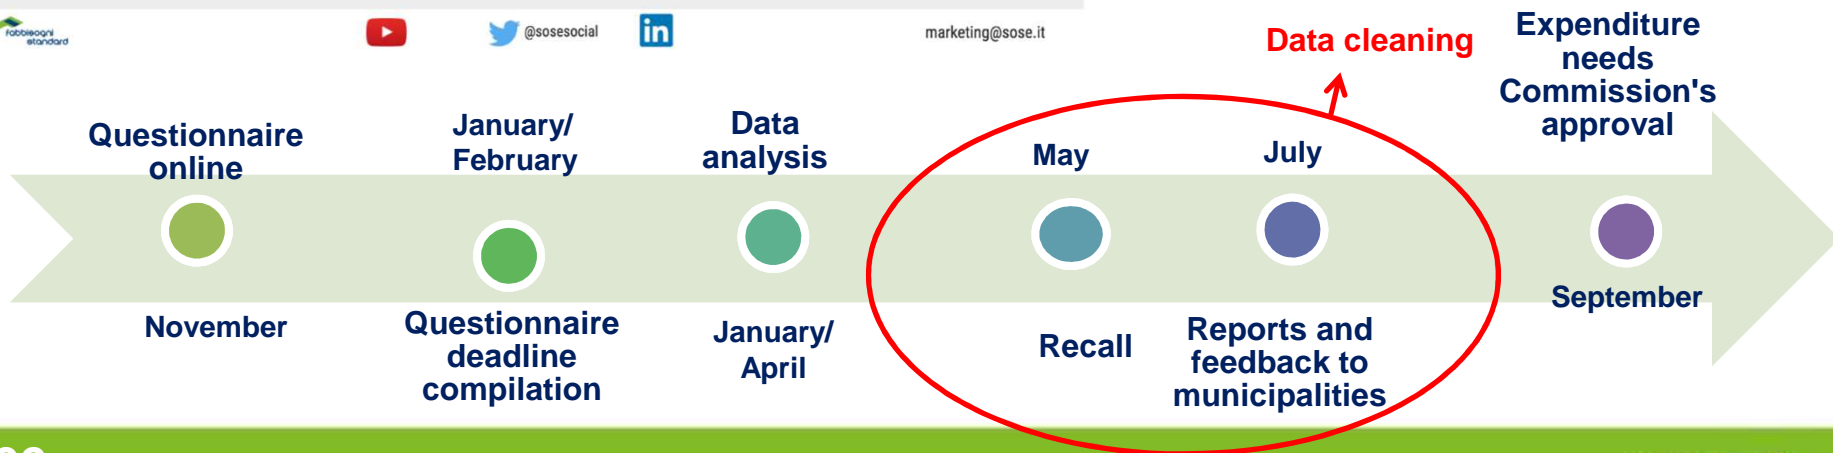 fabbisogni
standard
@sosesocial
in
marketing@sose.it
Data cleaning
Expenditure
needs
Commission's
approval
Questionnaire
online
January/
February
Data
analysis
May
July
November
Questionnaire
deadline
compilation
January/
April
Recall
Reports and
feedback to
municipalities
September